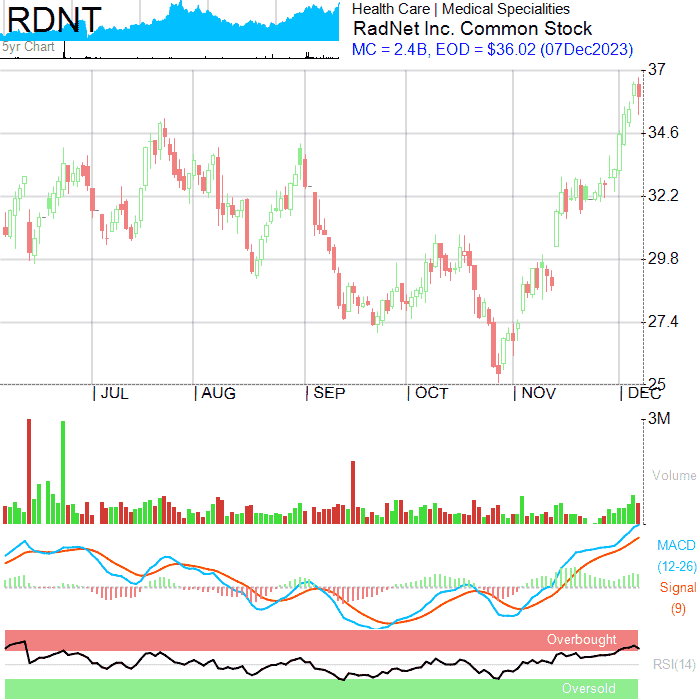 RDNT
5yr Chart
Health Care | Medical Specialities
RadNet Inc. Common Stock
MC = 2.4B, EOD = $36.02 (07Dec2023)
37
34.6
32.2
29.8
27.4
25
| JUL | AUG | SEP | OCT | NOV | DEC
3M
Volume
MACD
(12-26)
Signal
(9)
Overbought
RSI(14)
Oversold